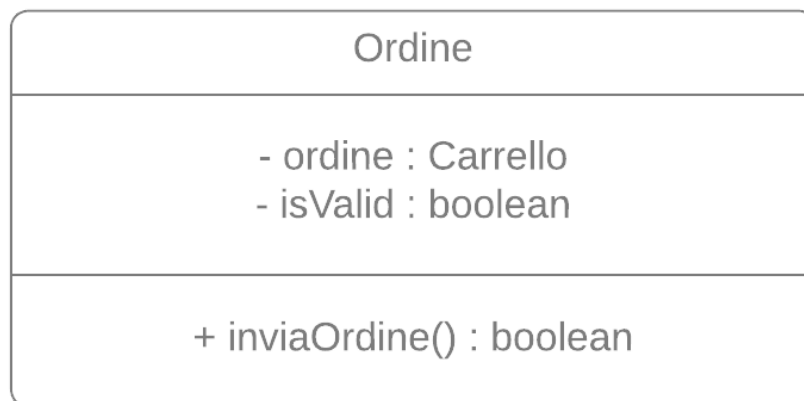 Ordine
- ordine : Carrello
- isValid : boolean
+ inviaOrdine() : boolean